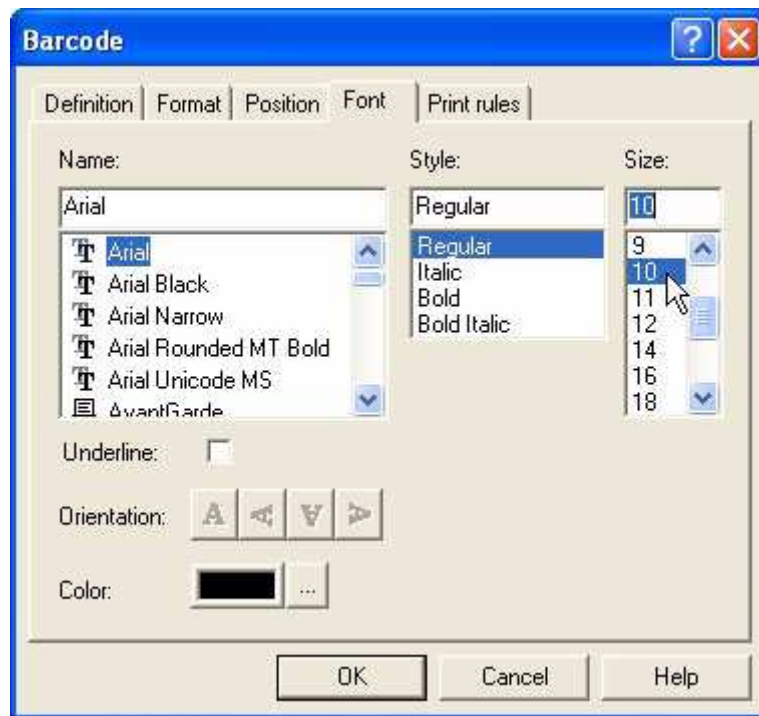 Barcode
Definition Format Position Font Print rules
Name: Style: Size:
Arial Regular 10
Arial
Arial Black
Arial Narrow
Arial Rounded MT Bold
Arial Unicode MS
AvantGarde
Regular
Italic
Bold
Bold Italic
9
10
11
12
14
16
18
Underline:
Orientation: A A A A
Color: ...
OK Cancel Help